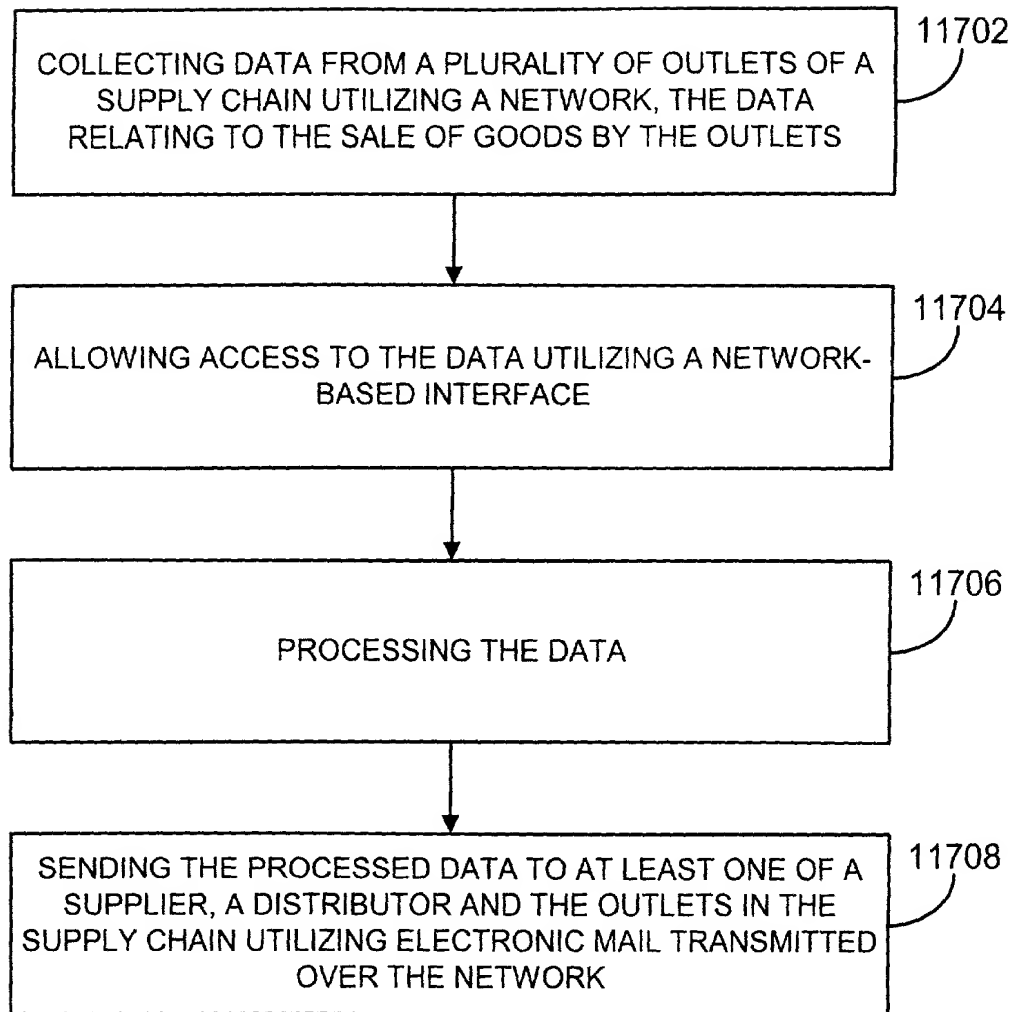 11702
COLLECTING DATA FROM A PLURALITY OF OUTLETS OF A
SUPPLY CHAIN UTILIZING A NETWORK, THE DATA
RELATING TO THE SALE OF GOODS BY THE OUTLETS
11704
ALLOWING ACCESS TO THE DATA UTILIZING A NETWORK-
BASED INTERFACE
11706
PROCESSING THE DATA
11708
SENDING THE PROCESSED DATA TO AT LEAST ONE OF A
SUPPLIER, A DISTRIBUTOR AND THE OUTLETS IN THE
SUPPLY CHAIN UTILIZING ELECTRONIC MAIL TRANSMITTED
OVER THE NETWORK